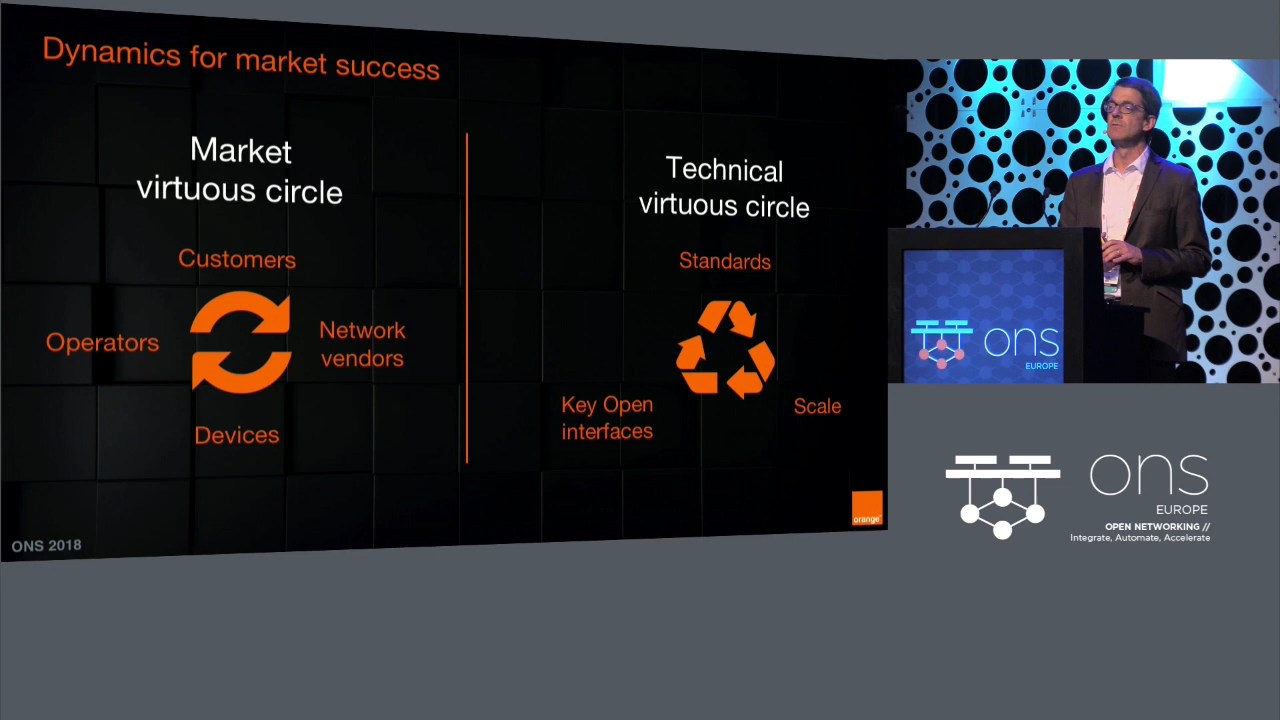 Dynamics for market success
Market
virtuous circle
Customers
Operators
Network
vendors
Devices
Technical
virtuous circle
Standards
Key Open
interfaces
Scale
orange
ONS 2018
ons
EUROPE
ons
EUROPE
OPEN NETWORKING //
Integrate, Automate, Accelerate